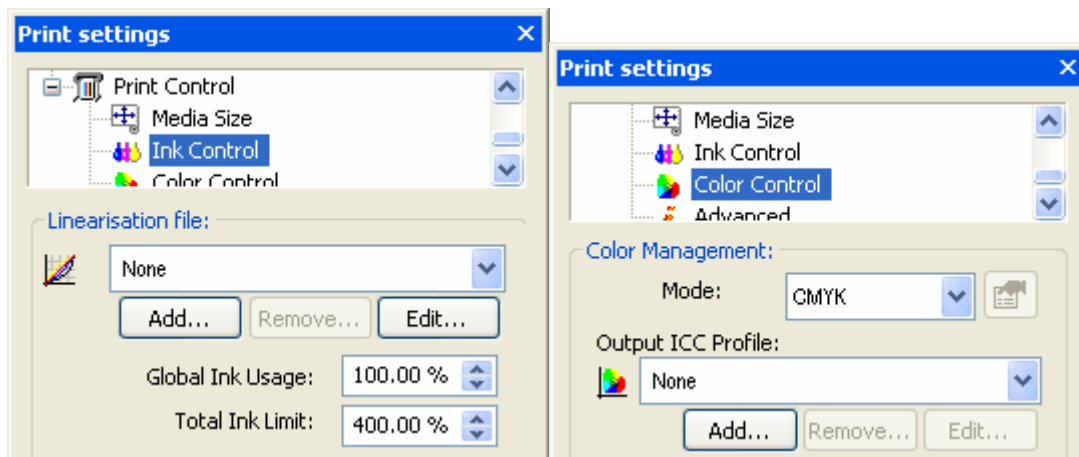 Print settings
Print Control
Media Size
Ink Control
Color Control
Linearisation file:
None
Add... Remove... Edit...
Global Ink Usage: 100.00 %
Total Ink Limit: 400.00 %
Print settings
Media Size
Ink Control
Color Control
Advanced
Color Management:
Mode: CMYK
Output ICC Profile:
None
Add... Remove... Edit...